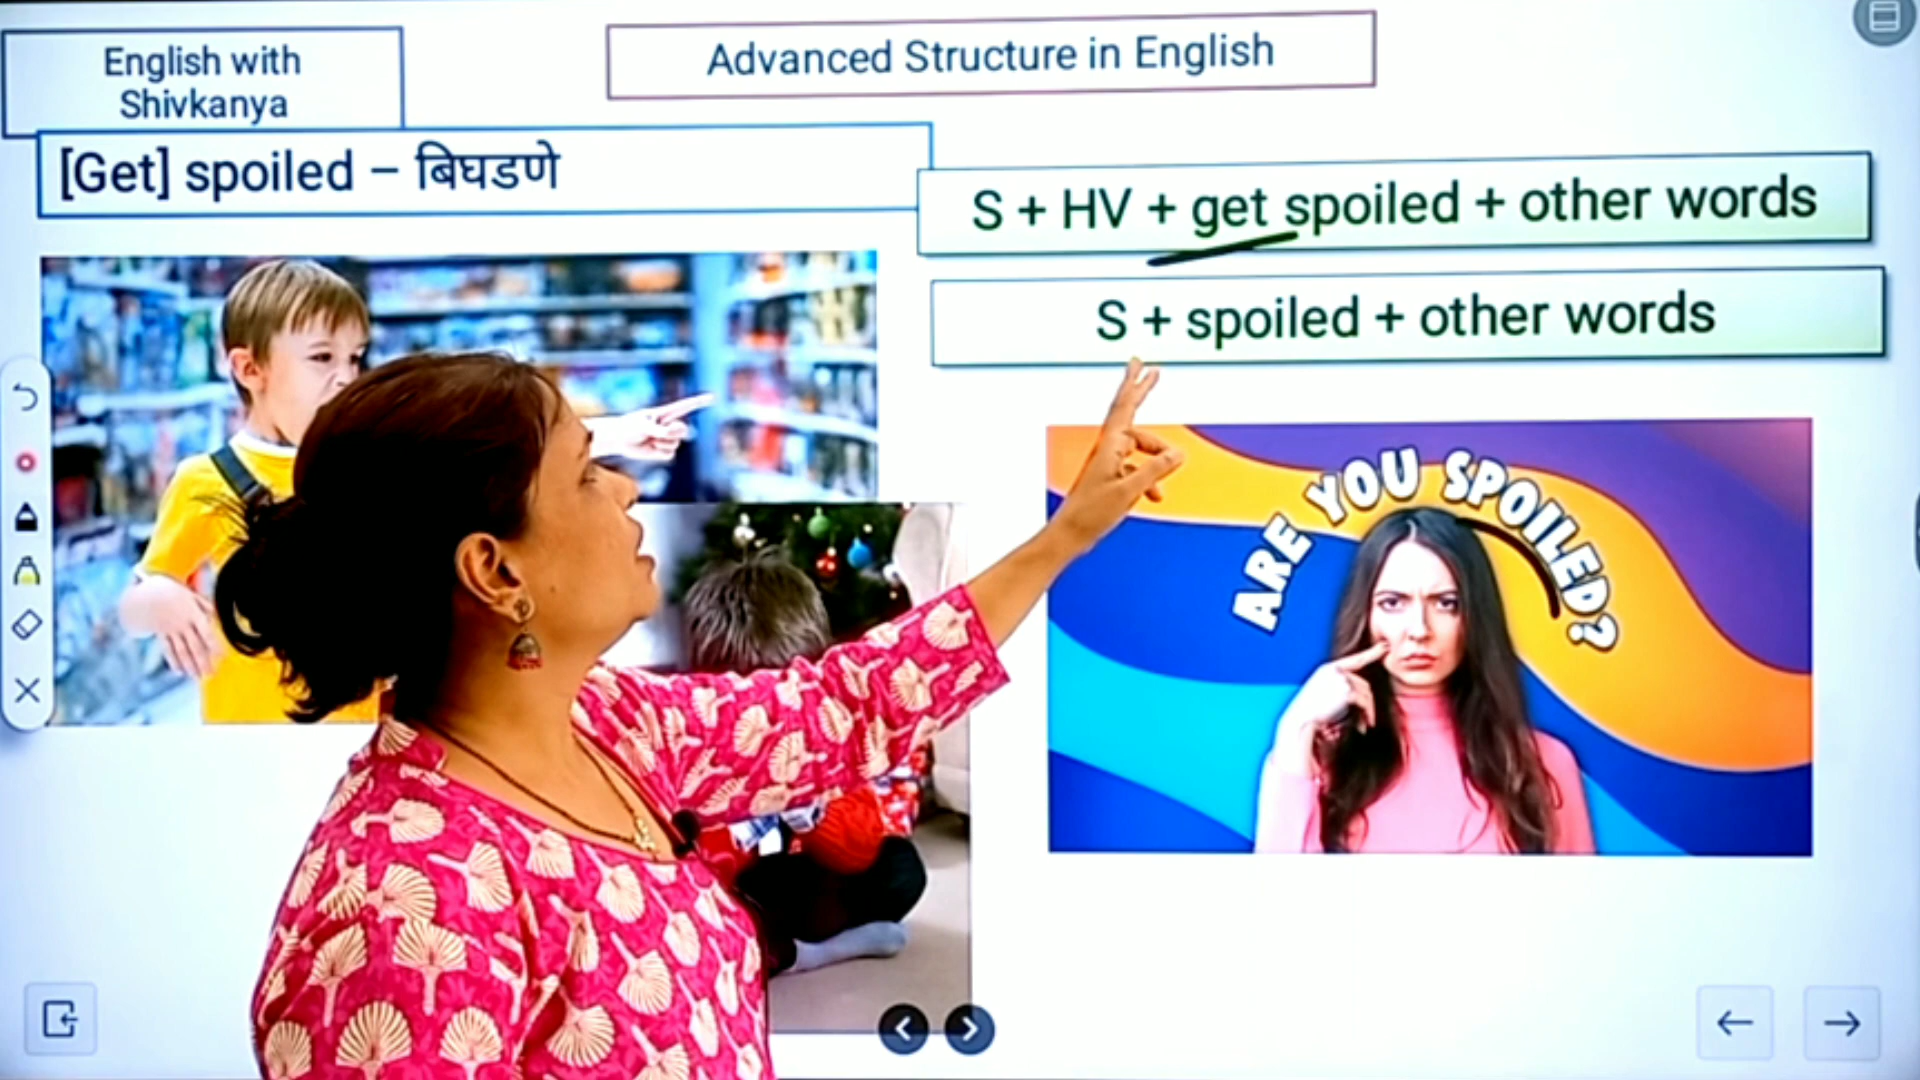 English with
Shivkanya
Advanced Structure in English
[Get] spoiled – बिघडणे
S + HV + get spoiled + other words
S + spoiled + other words
ARE YOU SPOILED?